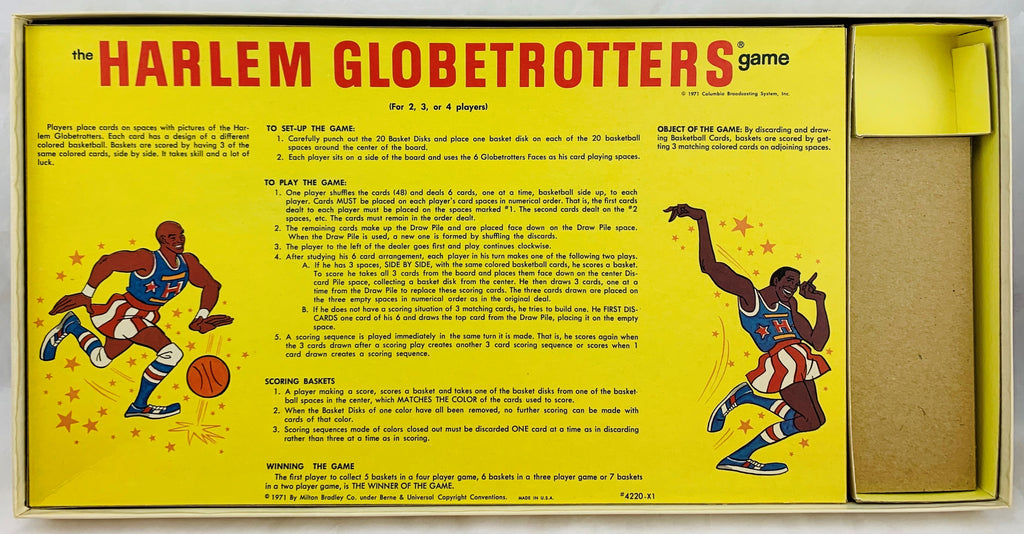 the HARLEM GLOBETROTTERS® game
© 1971 Columbia Broadcasting System, Inc.
(For 2, 3, or 4 players)
Players place cards on spaces with pictures of the Har-
lem Globetrotters. Each card has a design of a different
colored basketball. Baskets are scored by having 3 of the
same colored cards, side by side. It takes skill and a lot of
luck.
TO SET-UP THE GAME:
1. Carefully punch out the 20 Basket Disks and place one basket disk on each of the 20 basketball
spaces around the center of the board.
2. Each player sits on a side of the board and uses the 6 Globetrotters Faces as his card playing spaces.
OBJECT OF THE GAME: By discarding and draw-
ing Basketball Cards, baskets are scored by get-
ting 3 matching colored cards on adjoining spaces.
TO PLAY THE GAME:
1. One player shuffles the cards (48) and deals 6 cards, one at a time, basketball side up, to each
player. Cards MUST be placed on each player's card spaces in numerical order. That is, the first cards
dealt to each player must be placed on the spaces marked #1. The second cards dealt on the #2
spaces, etc. The cards must remain in the order dealt.
2. The remaining cards make up the Draw Pile and are placed face down on the Draw Pile space.
When the Draw Pile is used, a new one is formed by shuffling the discards.
3. The player to the left of the dealer goes first and play continues clockwise.
4. After studying his 6 card arrangement, each player in his turn makes one of the following two plays.
A. If he has 3 spaces, SIDE BY SIDE, with the same colored basketball cards, he scores a basket.
To score he takes all 3 cards from the board and places them face down on the center Dis-
card Pile space, collecting a basket disk from the center. He then draws 3 cards, one at a
time from the Draw Pile to replace these scoring cards. The three cards drawn are placed on
the three empty spaces in numerical order as in the original deal.
B. If he does not have a scoring situation of 3 matching cards, he tries to build one. He FIRST DIS-
CARDS one card of his 6 and draws the top card from the Draw Pile, placing it on the empty
space.
5. A scoring sequence is played immediately in the same turn it is made. That is, he scores again when
the 3 cards drawn after a scoring play creates another 3 card scoring sequence or scores when 1
card drawn creates a scoring sequence.
SCORING BASKETS
1. A player making a score, scores a basket and takes one of the basket disks from one of the basket-
ball spaces in the center, which MATCHES THE COLOR of the cards used to score.
2. When the Basket Disks of one color have all been removed, no further scoring can be made with
cards of that color.
3. Scoring sequences made of colors closed out must be discarded ONE card at a time as in discarding
rather than three at a time as in scoring.
WINNING THE GAME
The first player to collect 5 baskets in a four player game, 6 baskets in a three player game or 7 baskets
in a two player game, is THE WINNER OF THE GAME.
© 1971 By Milton Bradley Co. under Berne & Universal Copyright Conventions. MADE IN U.S.A. #4220-X1
H
H